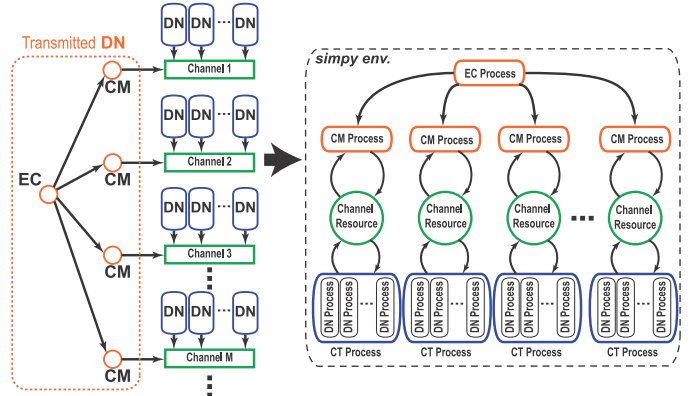 Transmitted DN
EC
CM
CM
CM
CM
DN DN ··· DN
Channel 1
DN DN ··· DN
Channel 2
DN DN ··· DN
Channel 3
DN DN ··· DN
Channel M
simpy env.
EC Process
CM Process CM Process CM Process CM Process
Channel Resource
Channel Resource
Channel Resource
Channel Resource
DN Process DN Process ··· DN Process
DN Process DN Process ··· DN Process
DN Process DN Process ··· DN Process
DN Process DN Process ··· DN Process
CT Process CT Process CT Process CT Process